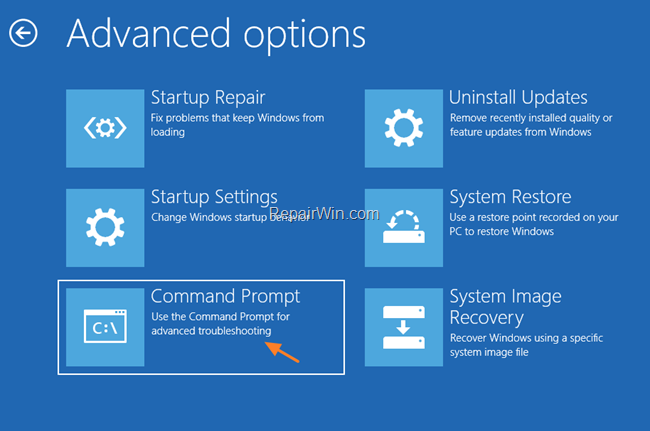 Advanced options
Startup Repair
Fix problems that keep Windows from
loading
Uninstall Updates
Remove recently installed quality or
feature updates from Windows
Startup Settings
Change Windows startup behavior
System Restore
Use a restore point recorded on your
PC to restore Windows
RepairWin.com
C:\
Command Prompt
Use the Command Prompt for
advanced troubleshooting
System Image
Recovery
Recover Windows using a specific
system image file